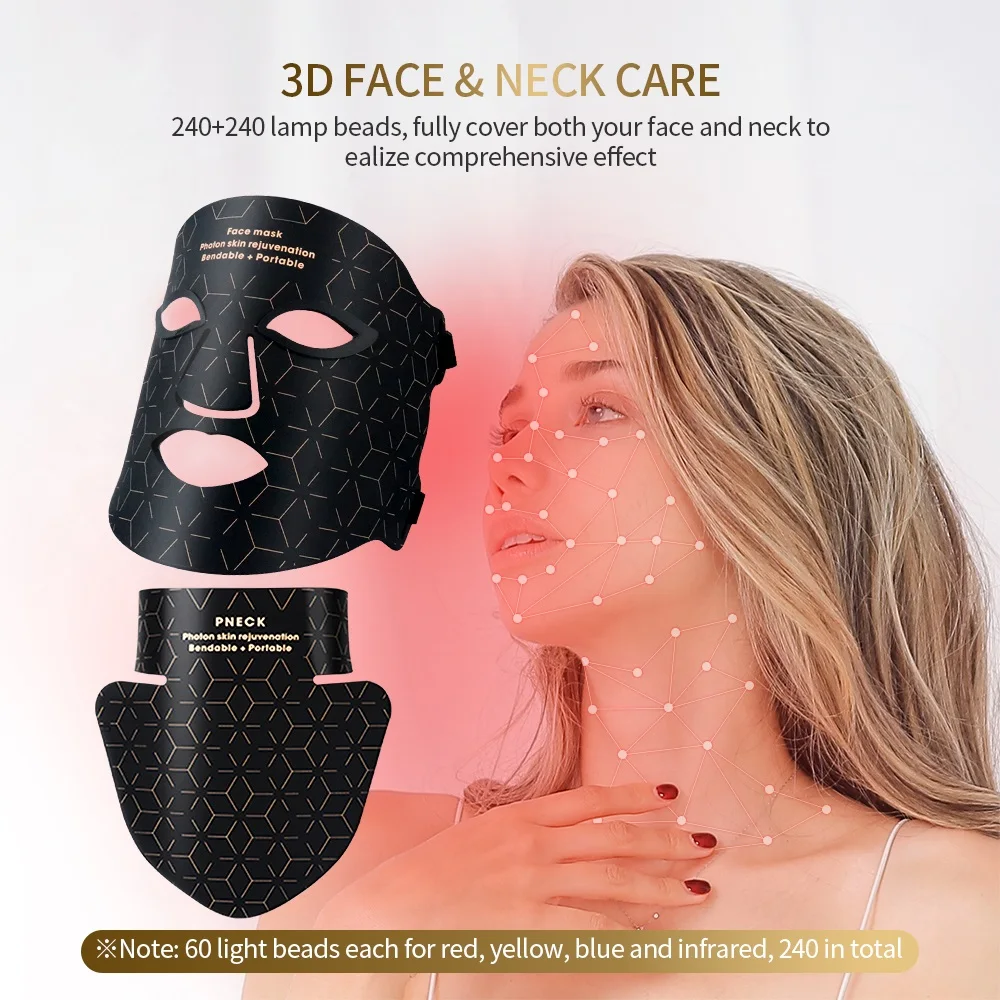 3D FACE & NECK CARE
240+240 lamp beads, fully cover both your face and neck to
ealize comprehensive effect
Face mask
Photon skin rejuvenation
Bendable + Portable
PNECK
Photon skin rejuvenation
Bendable + Portable
※Note: 60 light beads each for red, yellow, blue and infrared, 240 in total